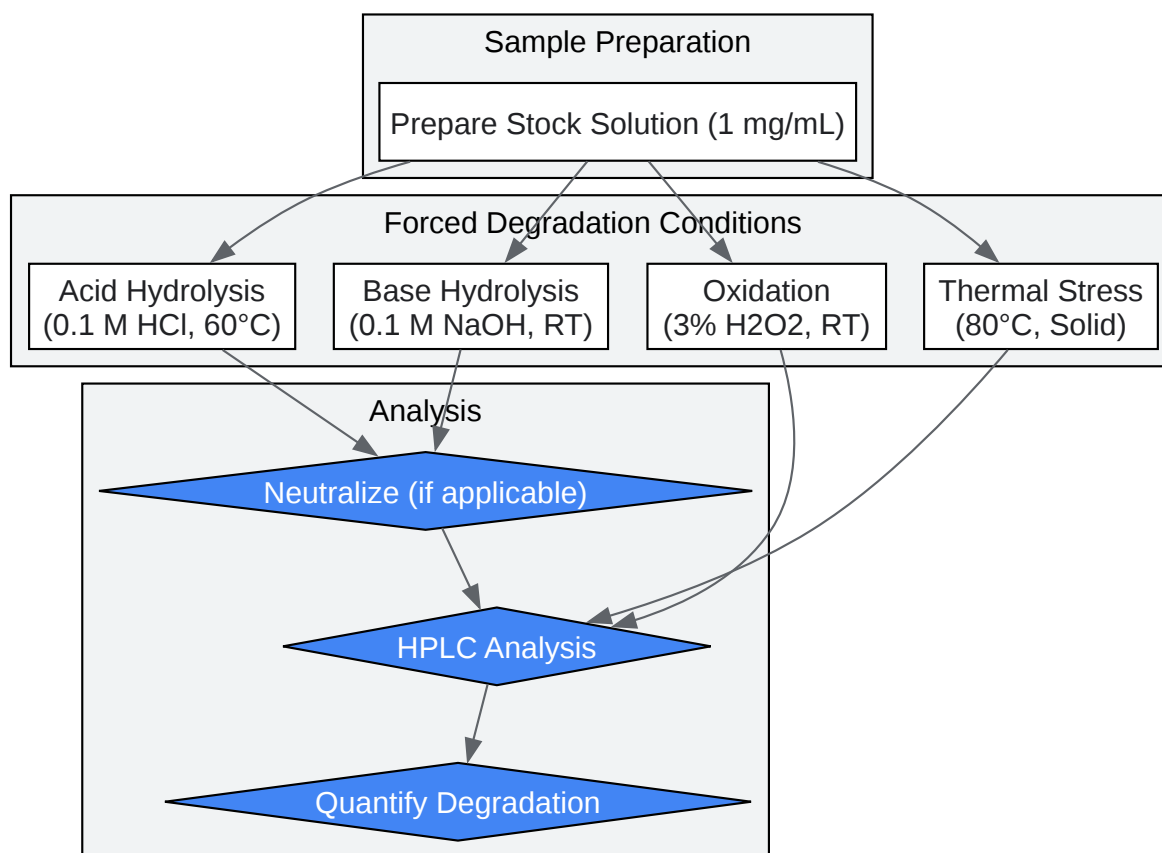 Sample Preparation
Prepare Stock Solution (1 mg/mL)
Forced Degradation Conditions
Acid Hydrolysis
(0.1 M HCl, 60°C)
Base Hydrolysis
(0.1 M NaOH, RT)
Oxidation
(3% H2O2, RT)
Thermal Stress
(80°C, Solid)
Analysis
Neutralize (if applicable)
HPLC Analysis
Quantify Degradation